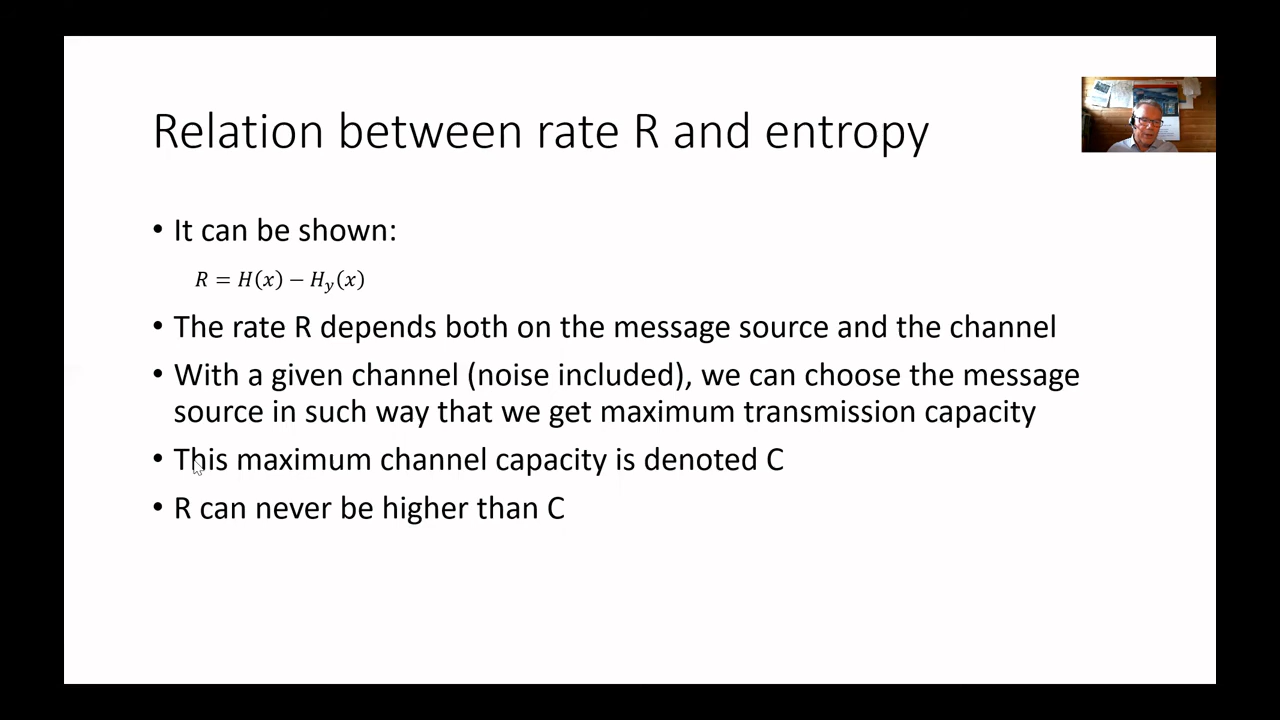 Relation between rate R and entropy
• It can be shown:
R = H(x) − H_y(x)
• The rate R depends both on the message source and the channel
• With a given channel (noise included), we can choose the message
source in such way that we get maximum transmission capacity
• This maximum channel capacity is denoted C
• R can never be higher than C